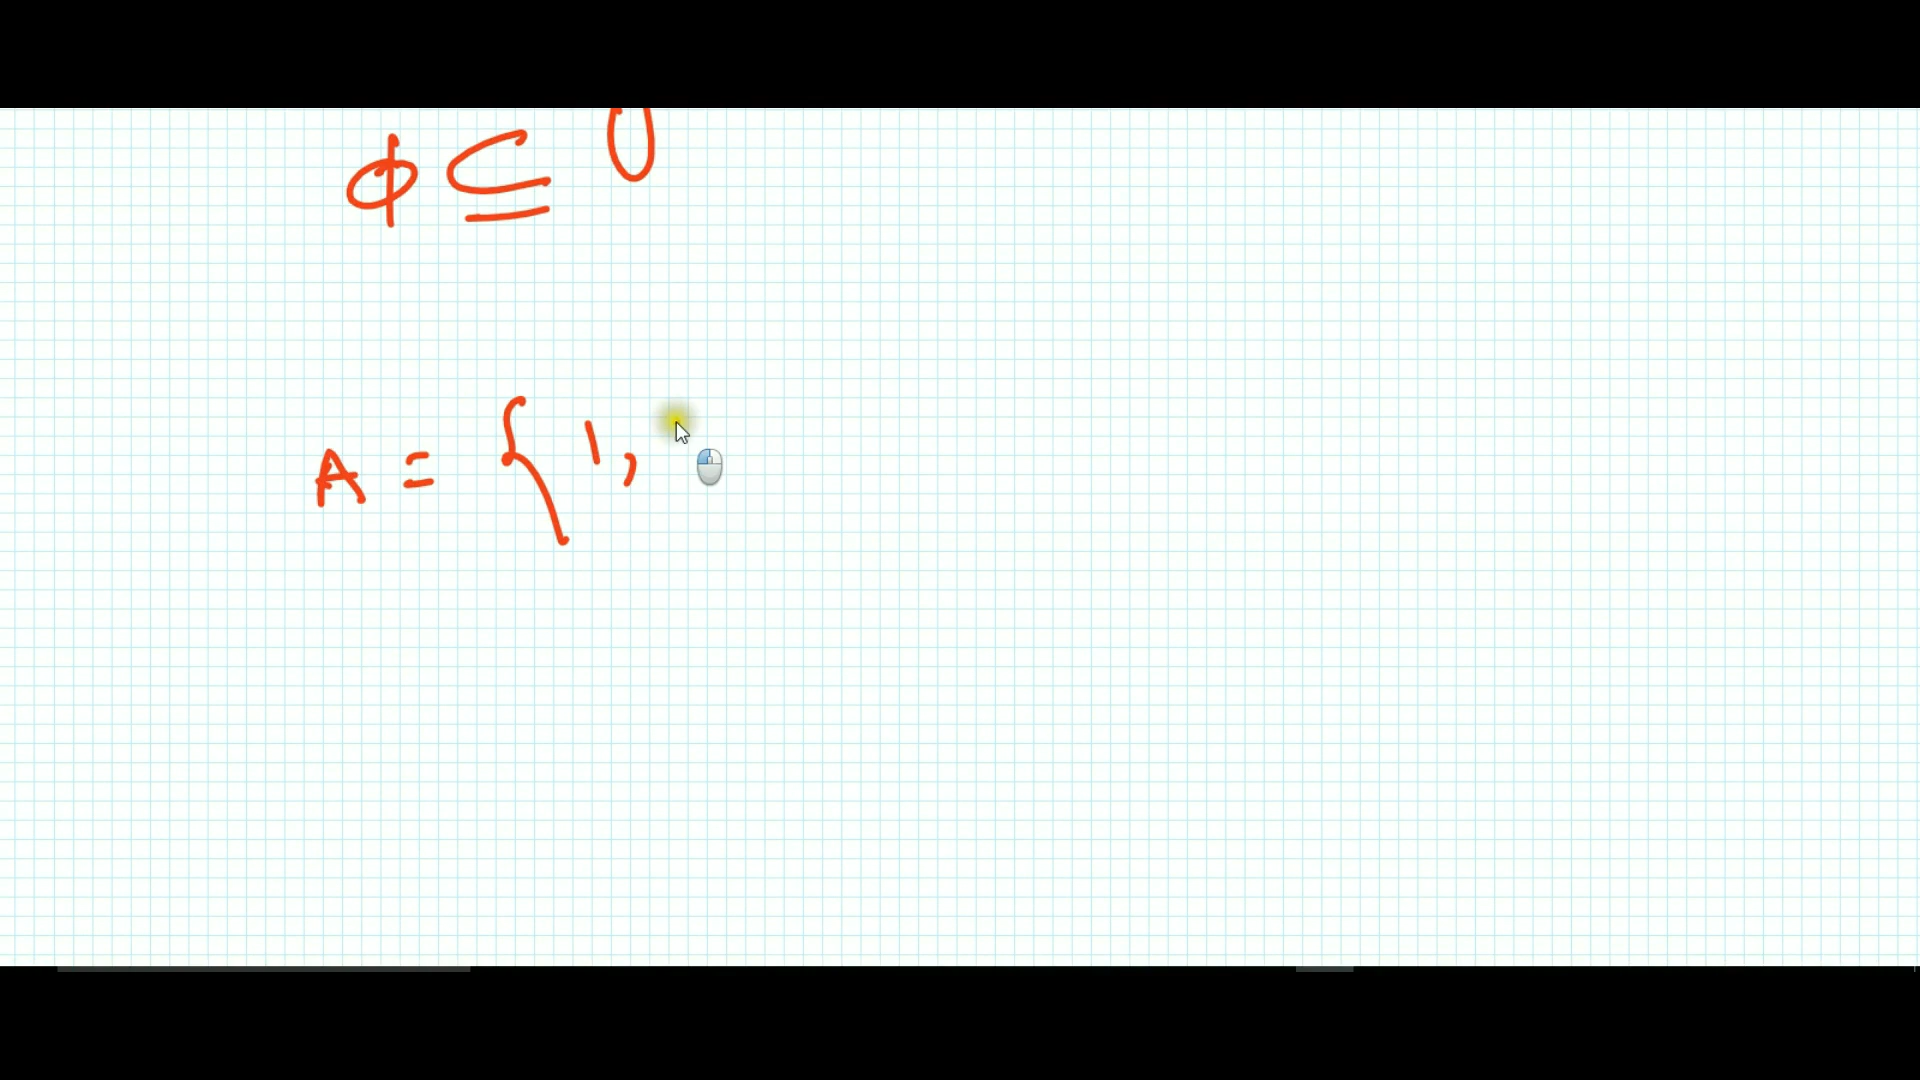 ϕ ⊆ U
A = { 1 ,